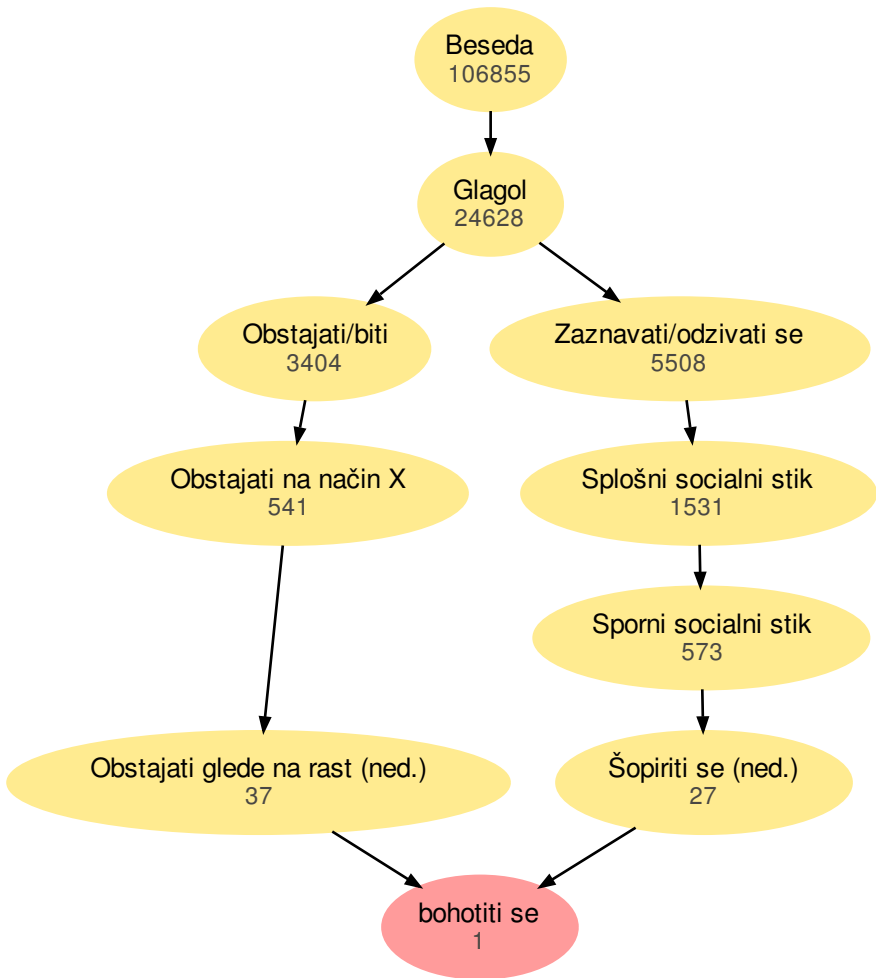 Beseda
106855
Glagol
24628
Obstajati/biti
3404
Zaznavati/odzivati se
5508
Obstajati na način X
541
Splošni socialni stik
1531
Sporni socialni stik
573
Obstajati glede na rast (ned.)
37
Šopiriti se (ned.)
27
bohotiti se
1